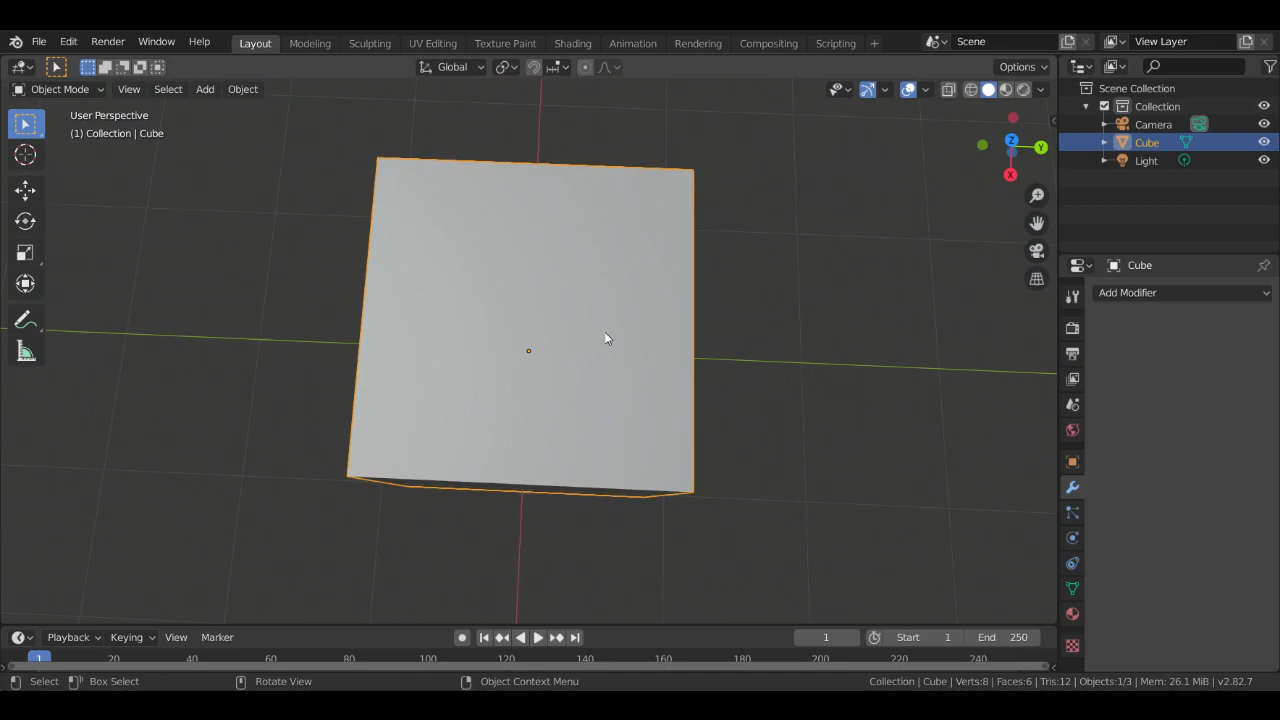 File Edit Render Window Help Layout Modeling Sculpting UV Editing Texture Paint Shading Animation Rendering Compositing Scripting + Scene View Layer
Global Options
Object Mode View Select Add Object
User Perspective
(1) Collection | Cube
Z
Y
X
Scene Collection
Collection
Camera
Cube
Light
Cube
Add Modifier
Playback Keying View Marker 1 Start 1 End 250
1 20 40 60 80 100 120 140 160 180 200 220 240
Select Box Select Rotate View Object Context Menu Collection | Cube | Verts:8 | Faces:6 | Tris:12 | Objects:1/3 | Mem: 26.1 MiB | v2.82.7